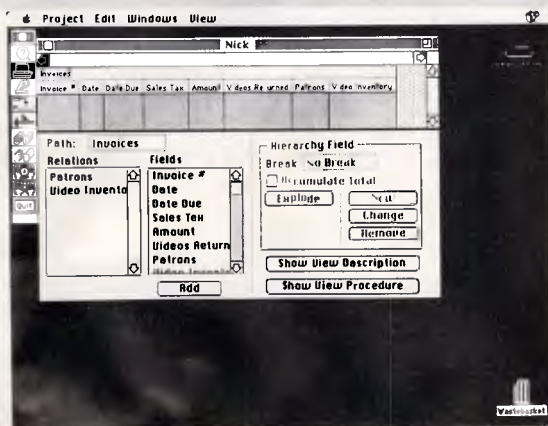 Project Edit Windows View
Nick
Invoices
Invoice # Date Date Due Sales Tax Amount Videos Returned Patrons Video Inventory
Path: Invoices
Relations
Patrons
Video Invento
Fields
Invoice #
Date
Date Due
Sales Tax
Amount
Videos Return
Patrons
Video Invento
Add
Hierarchy Field
Break No Break
Accumulate Total
Explode
Change
Remove
Show View Description
Show View Procedure
Quit
Wastebasket